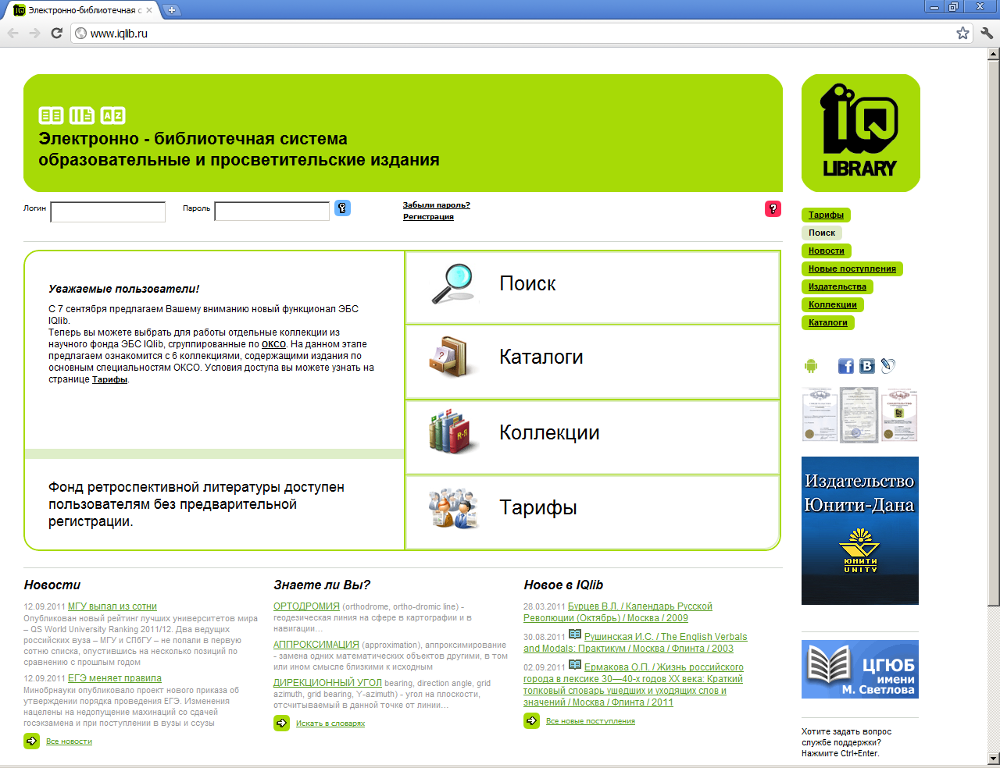 Электронно-библиотечная с
www.iqlib.ru
AZ
Электронно - библиотечная система
образовательные и просветительские издания
iQ
LIBRARY
Логин
Пароль
Забыли пароль?
Регистрация
?
Тарифы
Поиск
Новости
Новые поступления
Издательства
Коллекции
Каталоги
Уважаемые пользователи!
С 7 сентября предлагаем Вашему вниманию новый функционал ЭБС
IQlib.
Теперь вы можете выбрать для работы отдельные коллекции из
научного фонда ЭБС IQlib, сгруппированные по ОКСО. На данном этапе
предлагаем ознакомится с 6 коллекциями, содержащими издания по
основным специальностям ОКСО. Условия доступа вы можете узнать на
странице Тарифы.
Фонд ретроспективной литературы доступен
пользователям без предварительной
регистрации.
Поиск
Каталоги
Коллекции
Тарифы
Издательство
Юнити-Дана
ЮНИТИ
UNITY
Новости
12.09.2011 МГУ выпал из сотни
Опубликован новый рейтинг лучших университетов мира
– QS World University Ranking 2011/12. Два ведущих
российских вуза – МГУ и СПбГУ – не попали в первую
сотню списка, опустившись на несколько позиций по
сравнению с прошлым годом
12.09.2011 ЕГЭ меняет правила
Минобрнауки опубликовало проект нового приказа об
утверждении порядка проведения ЕГЭ. Изменения
нацелены на недопущение махинаций со сдачей
госэкзамена и при поступлении в вузы и ссузы
Все новости
Знаете ли Вы?
ОРТОДРОМИЯ (orthodrome, ortho-dromic line) -
геодезическая линия на сфере в картографии и в
навигации...
АППРОКСИМАЦИЯ (approximation), аппроксимирование
- замена одних математических объектов другими, в том
или ином смысле близкими к исходным
ДИРЕКЦИОННЫЙ УГОЛ bearing, direction angle, grid
azimuth, grid bearing, Y-azimuth) - угол на плоскости,
отсчитываемый в данной точке от линии...
Искать в словарях
Новое в IQlib
28.03.2011 Бурцев В.Л. / Календарь Русской
Революции (Октябрь) / Москва / 2009
30.08.2011 Рушинская И.С. / The English Verbals
and Modals: Практикум / Москва / Флинта / 2003
02.09.2011 Ермакова О.П. / Жизнь российского
города в лексике 30—40-х годов XX века: Краткий
толковый словарь ушедших и уходящих слов и
значений / Москва / Флинта / 2011
Все новые поступления
ЦГЮБ
имени
М. Светлова
Хотите задать вопрос
службе поддержки?
Нажмите Ctrl+Enter.